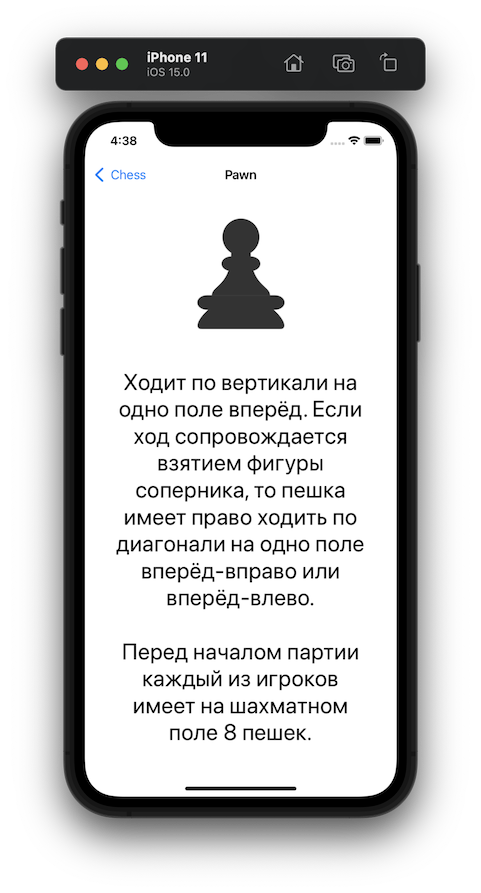 iPhone 11
iOS 15.0
4:38
Chess
Pawn
Ходит по вертикали на
одно поле вперёд. Если
ход сопровождается
взятием фигуры
соперника, то пешка
имеет право ходить по
диагонали на одно поле
вперёд-вправо или
вперёд-влево.
Перед началом партии
каждый из игроков
имеет на шахматном
поле 8 пешек.